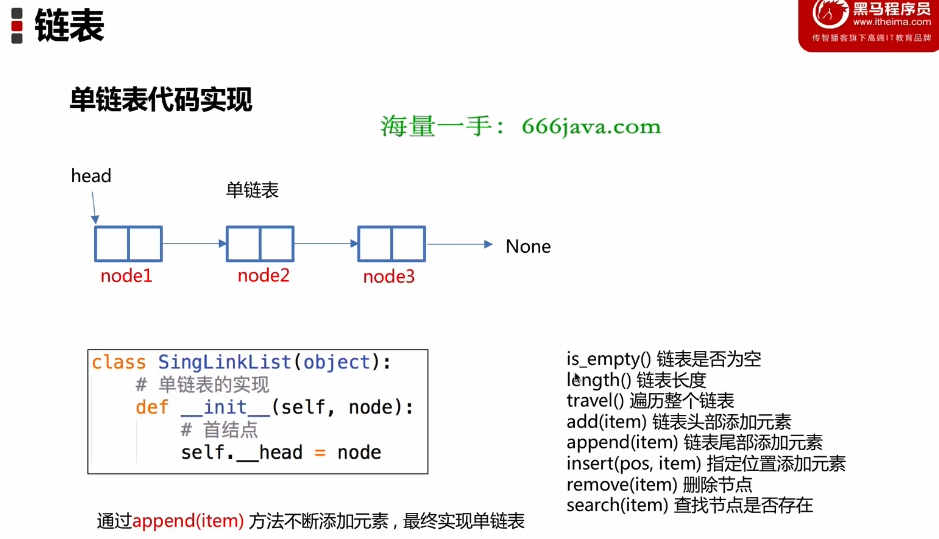 链表
黑马程序员
www.itheima.com
传智播客旗下高端IT教育品牌
单链表代码实现
海量一手：666java.com
head
单链表
None
node1
node2
node3
class SingLinkList(object):
# 单链表的实现
def __init__(self, node):
# 首结点
self.__head = node
is_empty() 链表是否为空
length() 链表长度
travel() 遍历整个链表
add(item) 链表头部添加元素
append(item) 链表尾部添加元素
insert(pos, item) 指定位置添加元素
remove(item) 删除节点
search(item) 查找节点是否存在
通过append(item) 方法不断添加元素 , 最终实现单链表